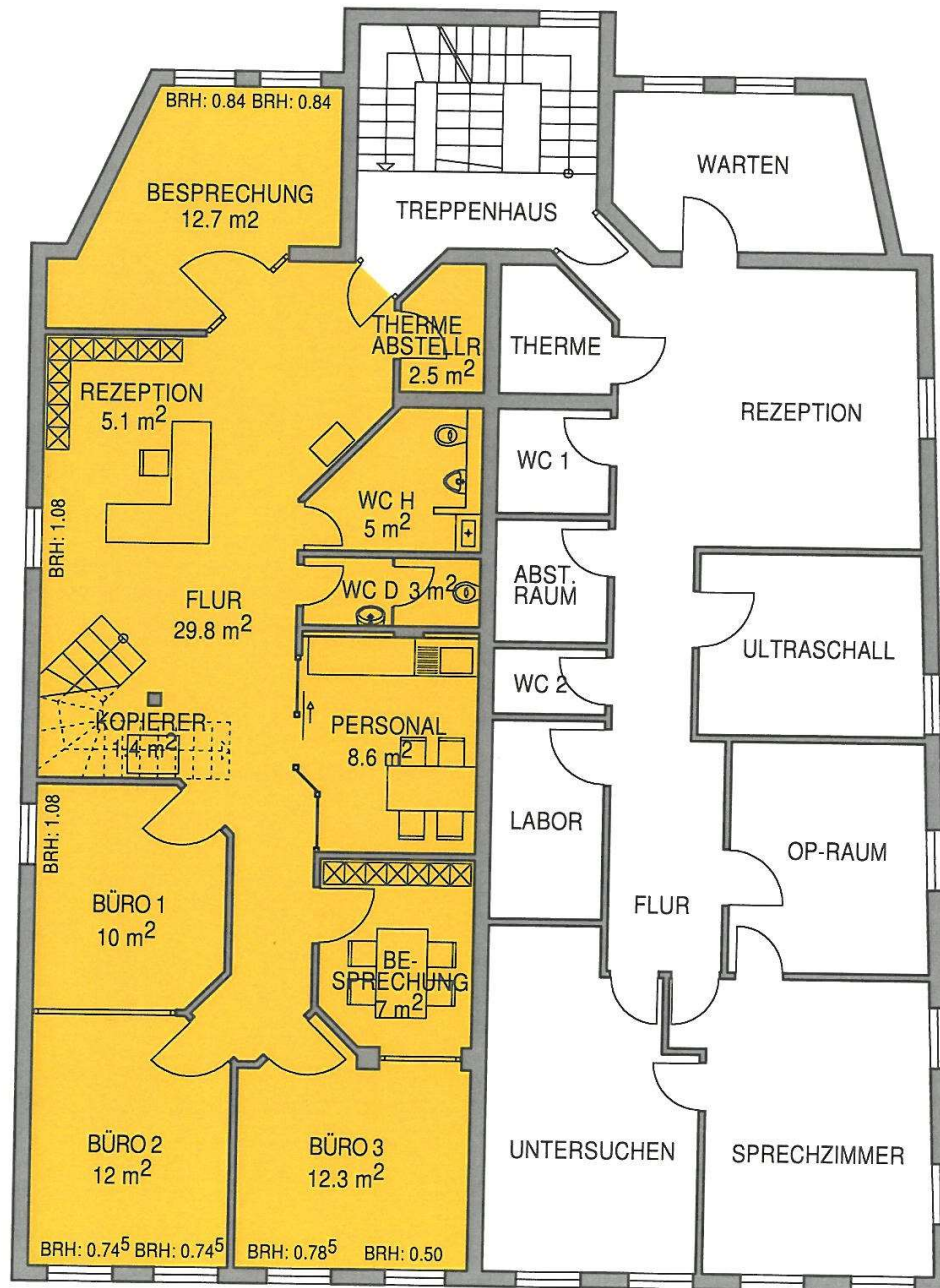 BRH: 0.84 BRH: 0.84
BESPRECHUNG
12.7 m2
TREPPENHAUS
WARTEN
THERME
ABSTELLR
2.5 m²
THERME
REZEPTION
5.1 m²
REZEPTION
WC 1
WC H
5 m²
BRH: 1.08
ABST.
RAUM
WC D 3 m²
FLUR
29.8 m²
ULTRASCHALL
WC 2
KOPIERER
1.4 m²
PERSONAL
8.6 m²
BRH: 1.08
LABOR
OP-RAUM
BÜRO 1
10 m²
FLUR
BE-
SPRECHUNG
7 m²
BÜRO 2
12 m²
BÜRO 3
12.3 m²
UNTERSUCHEN
SPRECHZIMMER
BRH: 0.74⁵ BRH: 0.74⁵
BRH: 0.78⁵
BRH: 0.50